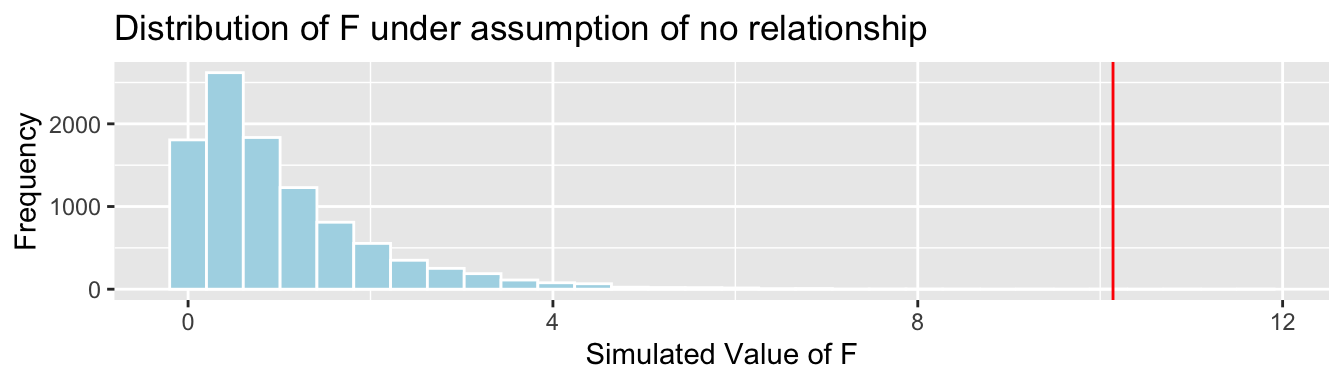 Distribution of F under assumption of no relationship
Frequency
2000
1000
0
0 4 8 12
Simulated Value of F